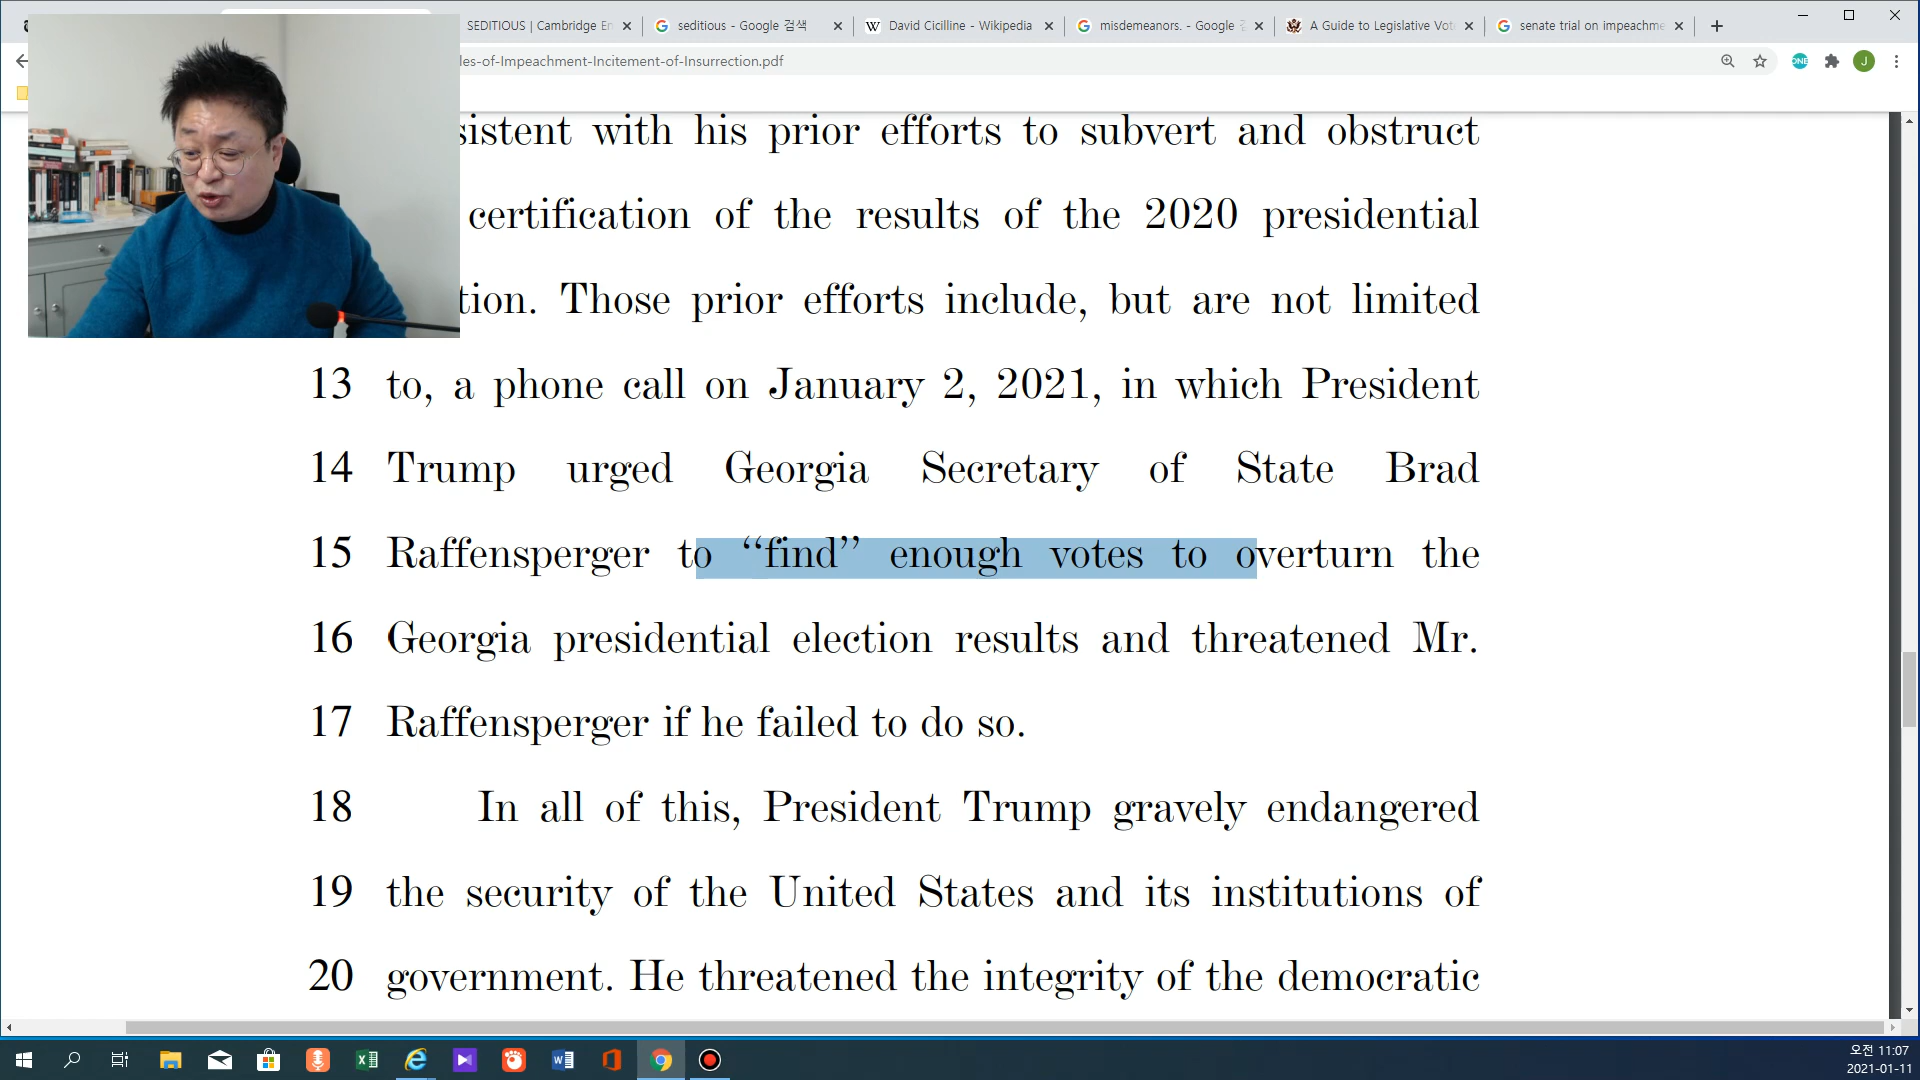 SEDITIOUS | Cambridge En
seditious - Google 검색
David Cicilline - Wikipedia
misdemeanors. - Google
A Guide to Legislative Vot
senate trial on impeachme
les-of-Impeachment-Incitement-of-Insurrection.pdf
ONE
J
sistent with his prior efforts to subvert and obstruct
certification of the results of the 2020 presidential
tion. Those prior efforts include, but are not limited
13 to, a phone call on January 2, 2021, in which President
14 Trump urged Georgia Secretary of State Brad
15 Raffensperger to “find” enough votes to overturn the
16 Georgia presidential election results and threatened Mr.
17 Raffensperger if he failed to do so.
18 In all of this, President Trump gravely endangered
19 the security of the United States and its institutions of
20 government. He threatened the integrity of the democratic
오전 11:07
2021-01-11